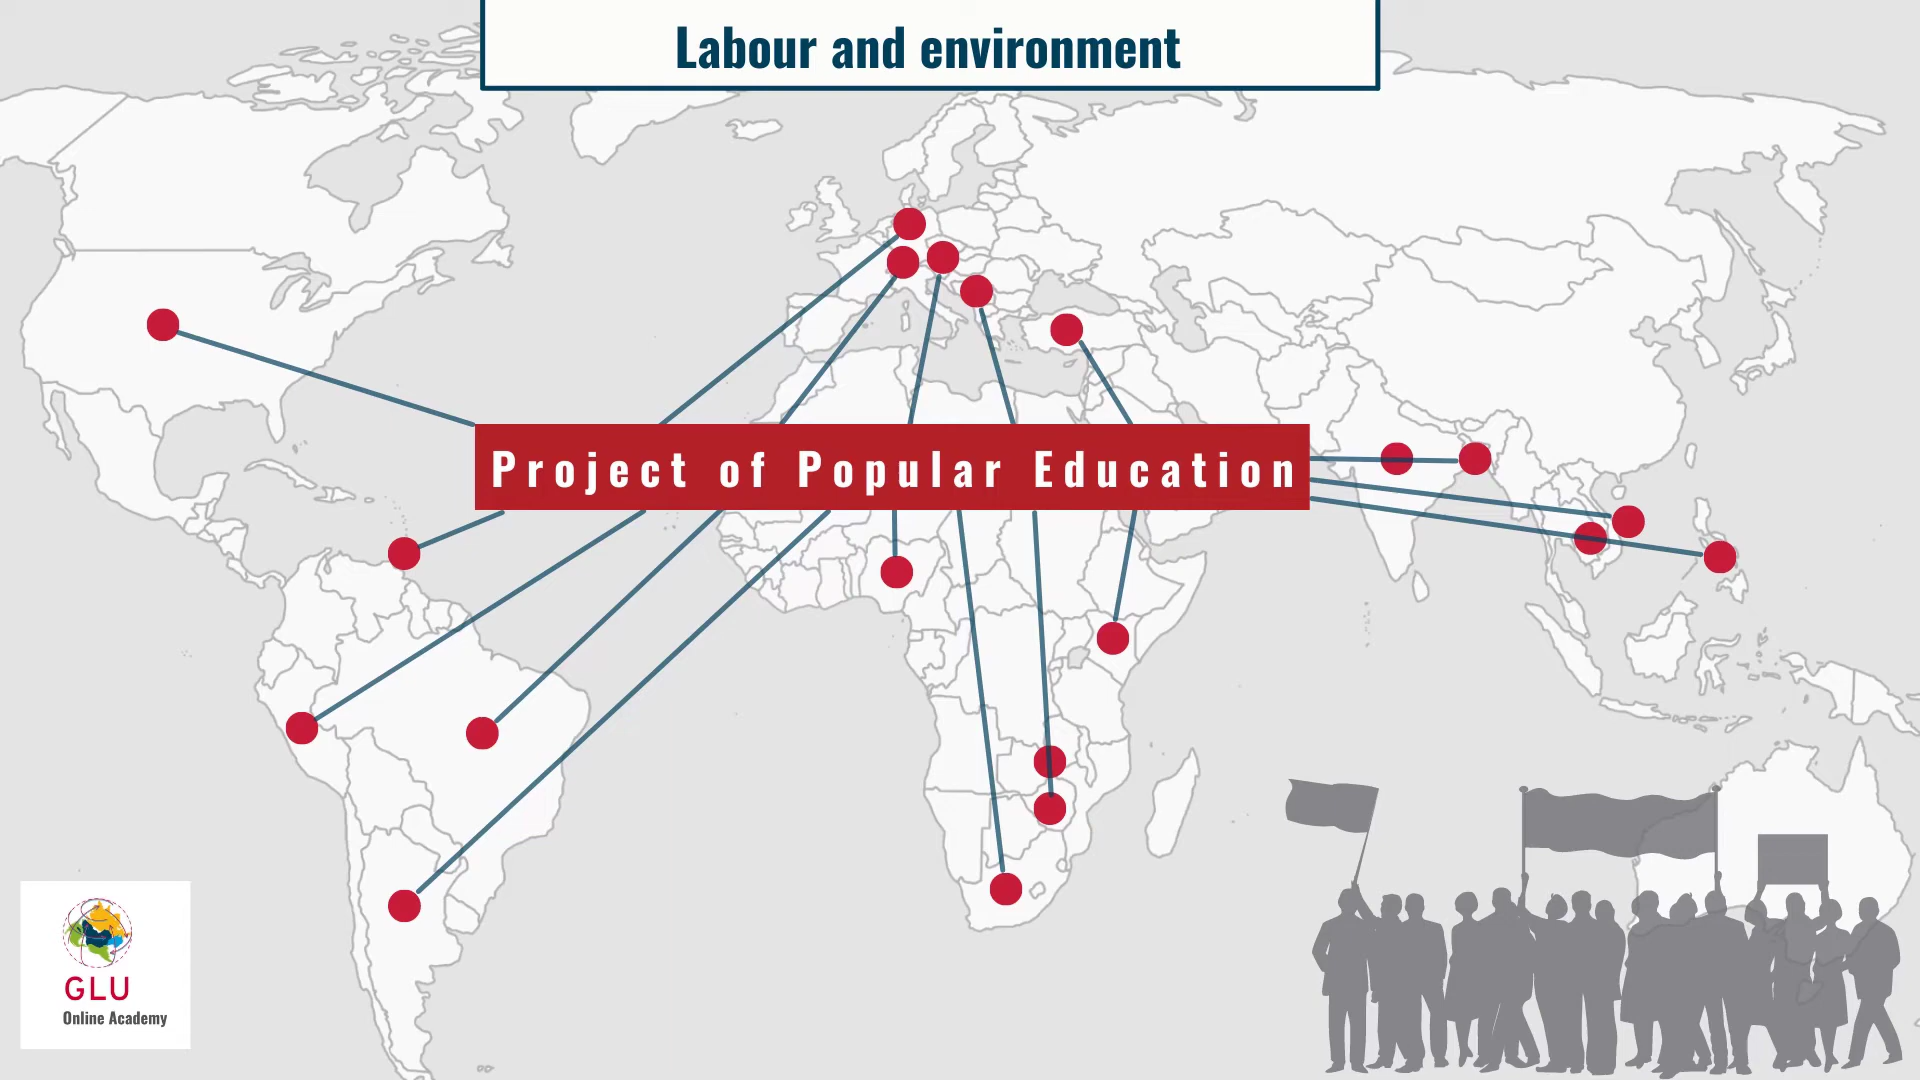 Labour and environment
Project of Popular Education
GLU
Online Academy